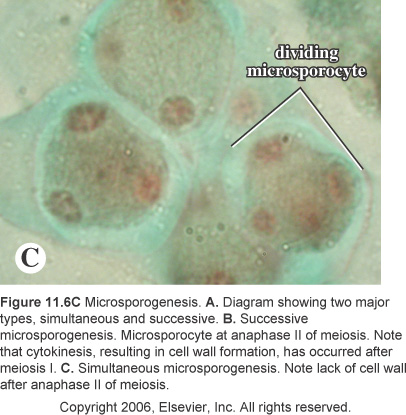 dividing
microsporocyte
C
Figure 11.6C Microsporogenesis. A. Diagram showing two major
types, simultaneous and successive. B. Successive
microsporogenesis. Microsporocyte at anaphase II of meiosis. Note
that cytokinesis, resulting in cell wall formation, has occurred after
meiosis I. C. Simultaneous microsporogenesis. Note lack of cell wall
after anaphase II of meiosis.
Copyright 2006, Elsevier, Inc. All rights reserved.